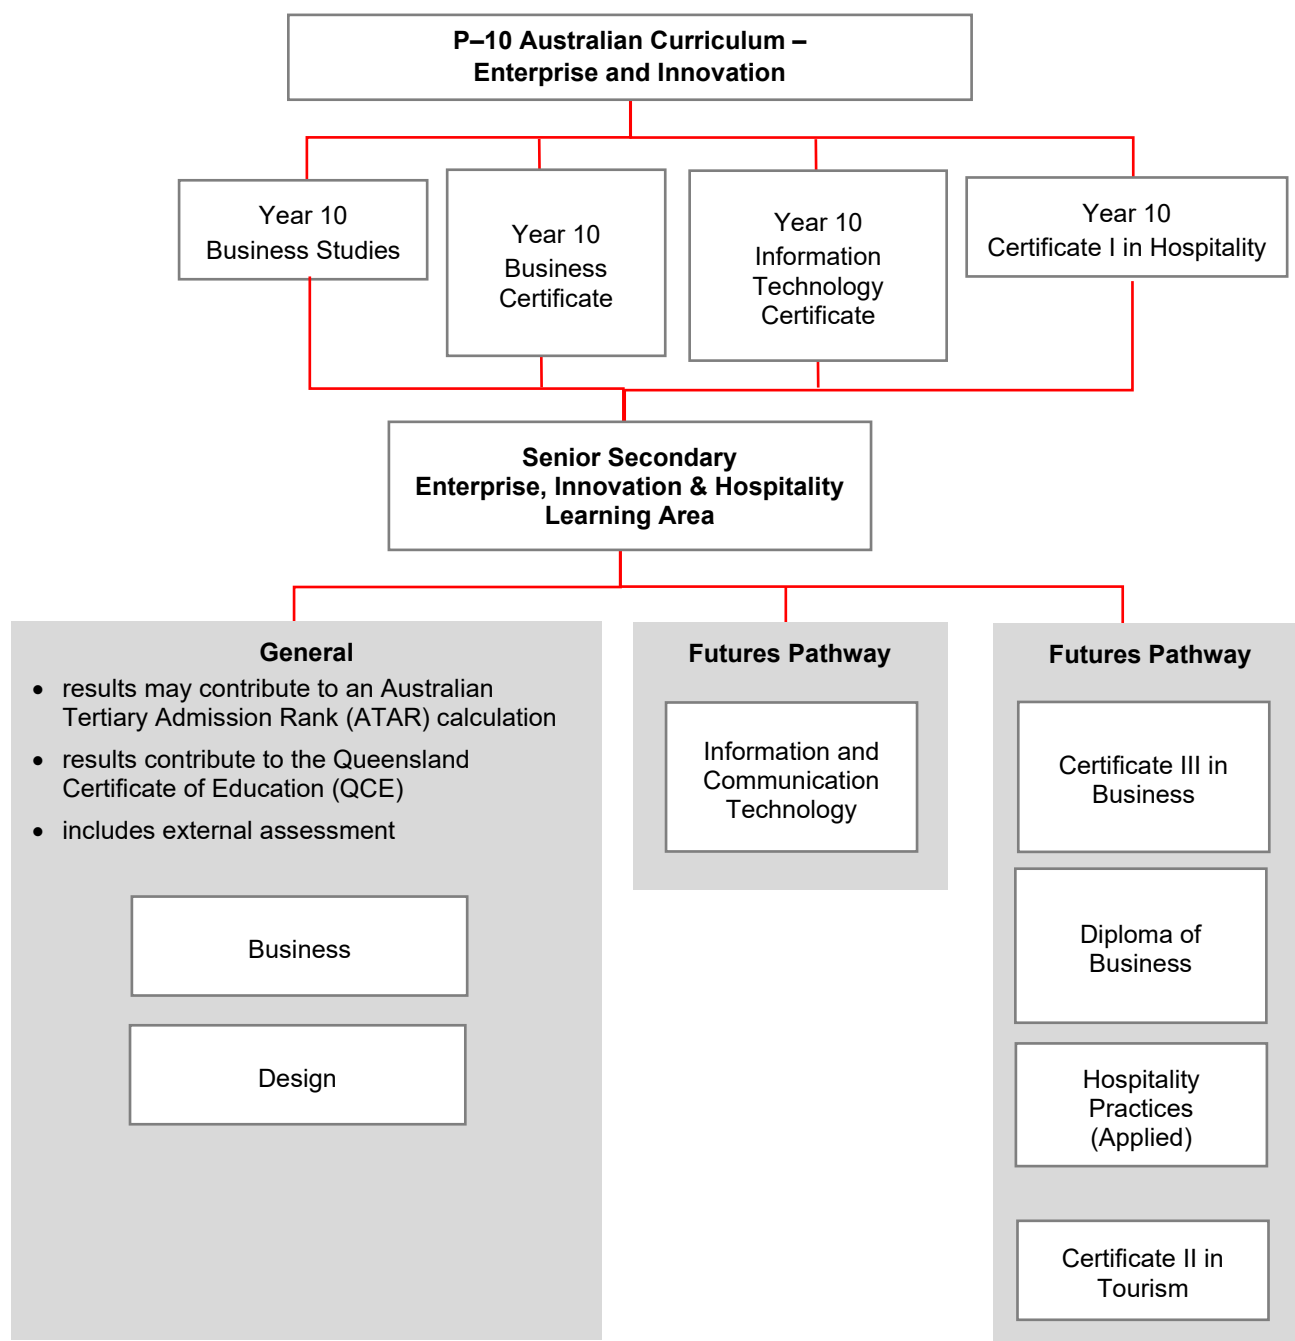 P–10 Australian Curriculum –
Enterprise and Innovation
Year 10
Business Studies
Year 10
Business
Certificate
Year 10
Information
Technology
Certificate
Year 10
Certificate I in Hospitality
Senior Secondary
Enterprise, Innovation & Hospitality
Learning Area
General
• results may contribute to an Australian
Tertiary Admission Rank (ATAR) calculation
• results contribute to the Queensland
Certificate of Education (QCE)
• includes external assessment
Business
Design
Futures Pathway
Information and
Communication
Technology
Futures Pathway
Certificate III in
Business
Diploma of
Business
Hospitality
Practices
(Applied)
Certificate II in
Tourism